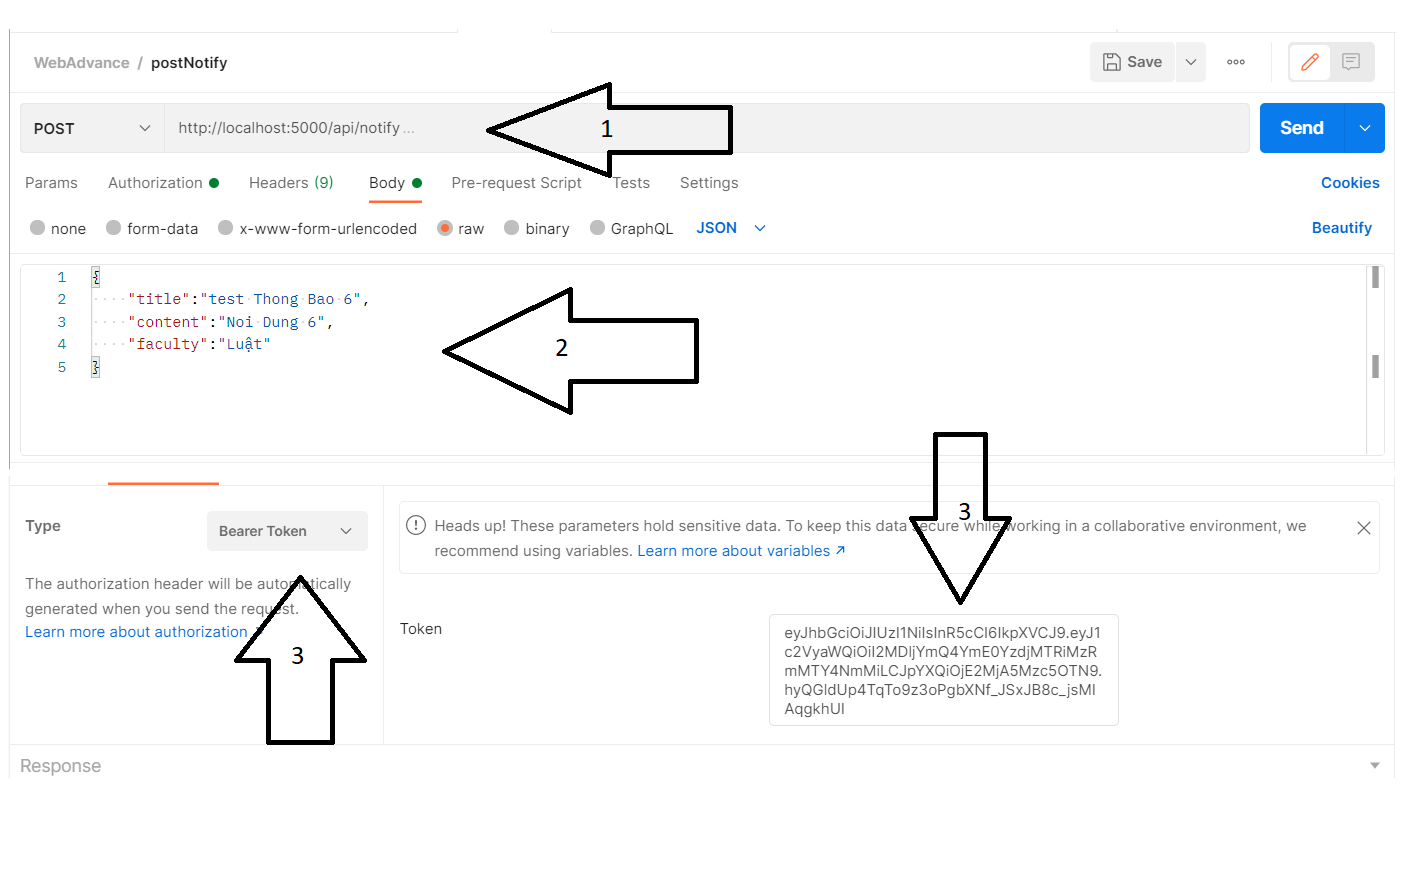 WebAdvance / postNotify
Save
POST
http://localhost:5000/api/notify ...
1
Send
Params
Authorization
Headers (9)
Body
Pre-request Script
Tests
Settings
Cookies
none
form-data
x-www-form-urlencoded
raw
binary
GraphQL
JSON
Beautify
1 {
2 "title":"test Thong Bao 6",
3 "content":"Noi Dung 6",
4 "faculty":"Luật"
5 }
2
Type
Bearer Token
The authorization header will be automatically
generated when you send the request.
Learn more about authorization
3
Heads up! These parameters hold sensitive data. To keep this data secure while working in a collaborative environment, we
recommend using variables. Learn more about variables ↗
3
Token
eyJhbGciOiJIUzI1NiIsInR5cCI6IkpXVCJ9.eyJ1
c2VyaWQiOiI2MDljYmQ4YmE0YzdjMTRiMzR
mMTY4NmMiLCJpYXQiOjE2MjA5Mzc5OTN9.
hyQGldUp4TqTo9z3oPgbXNf_JSxJB8c_jsMI
AqgkhUI
Response